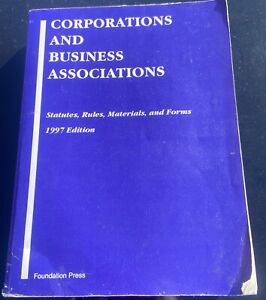 CORPORATIONS
AND
BUSINESS
ASSOCIATIONS
Statutes, Rules, Materials, and Forms
1997 Edition
Foundation Press